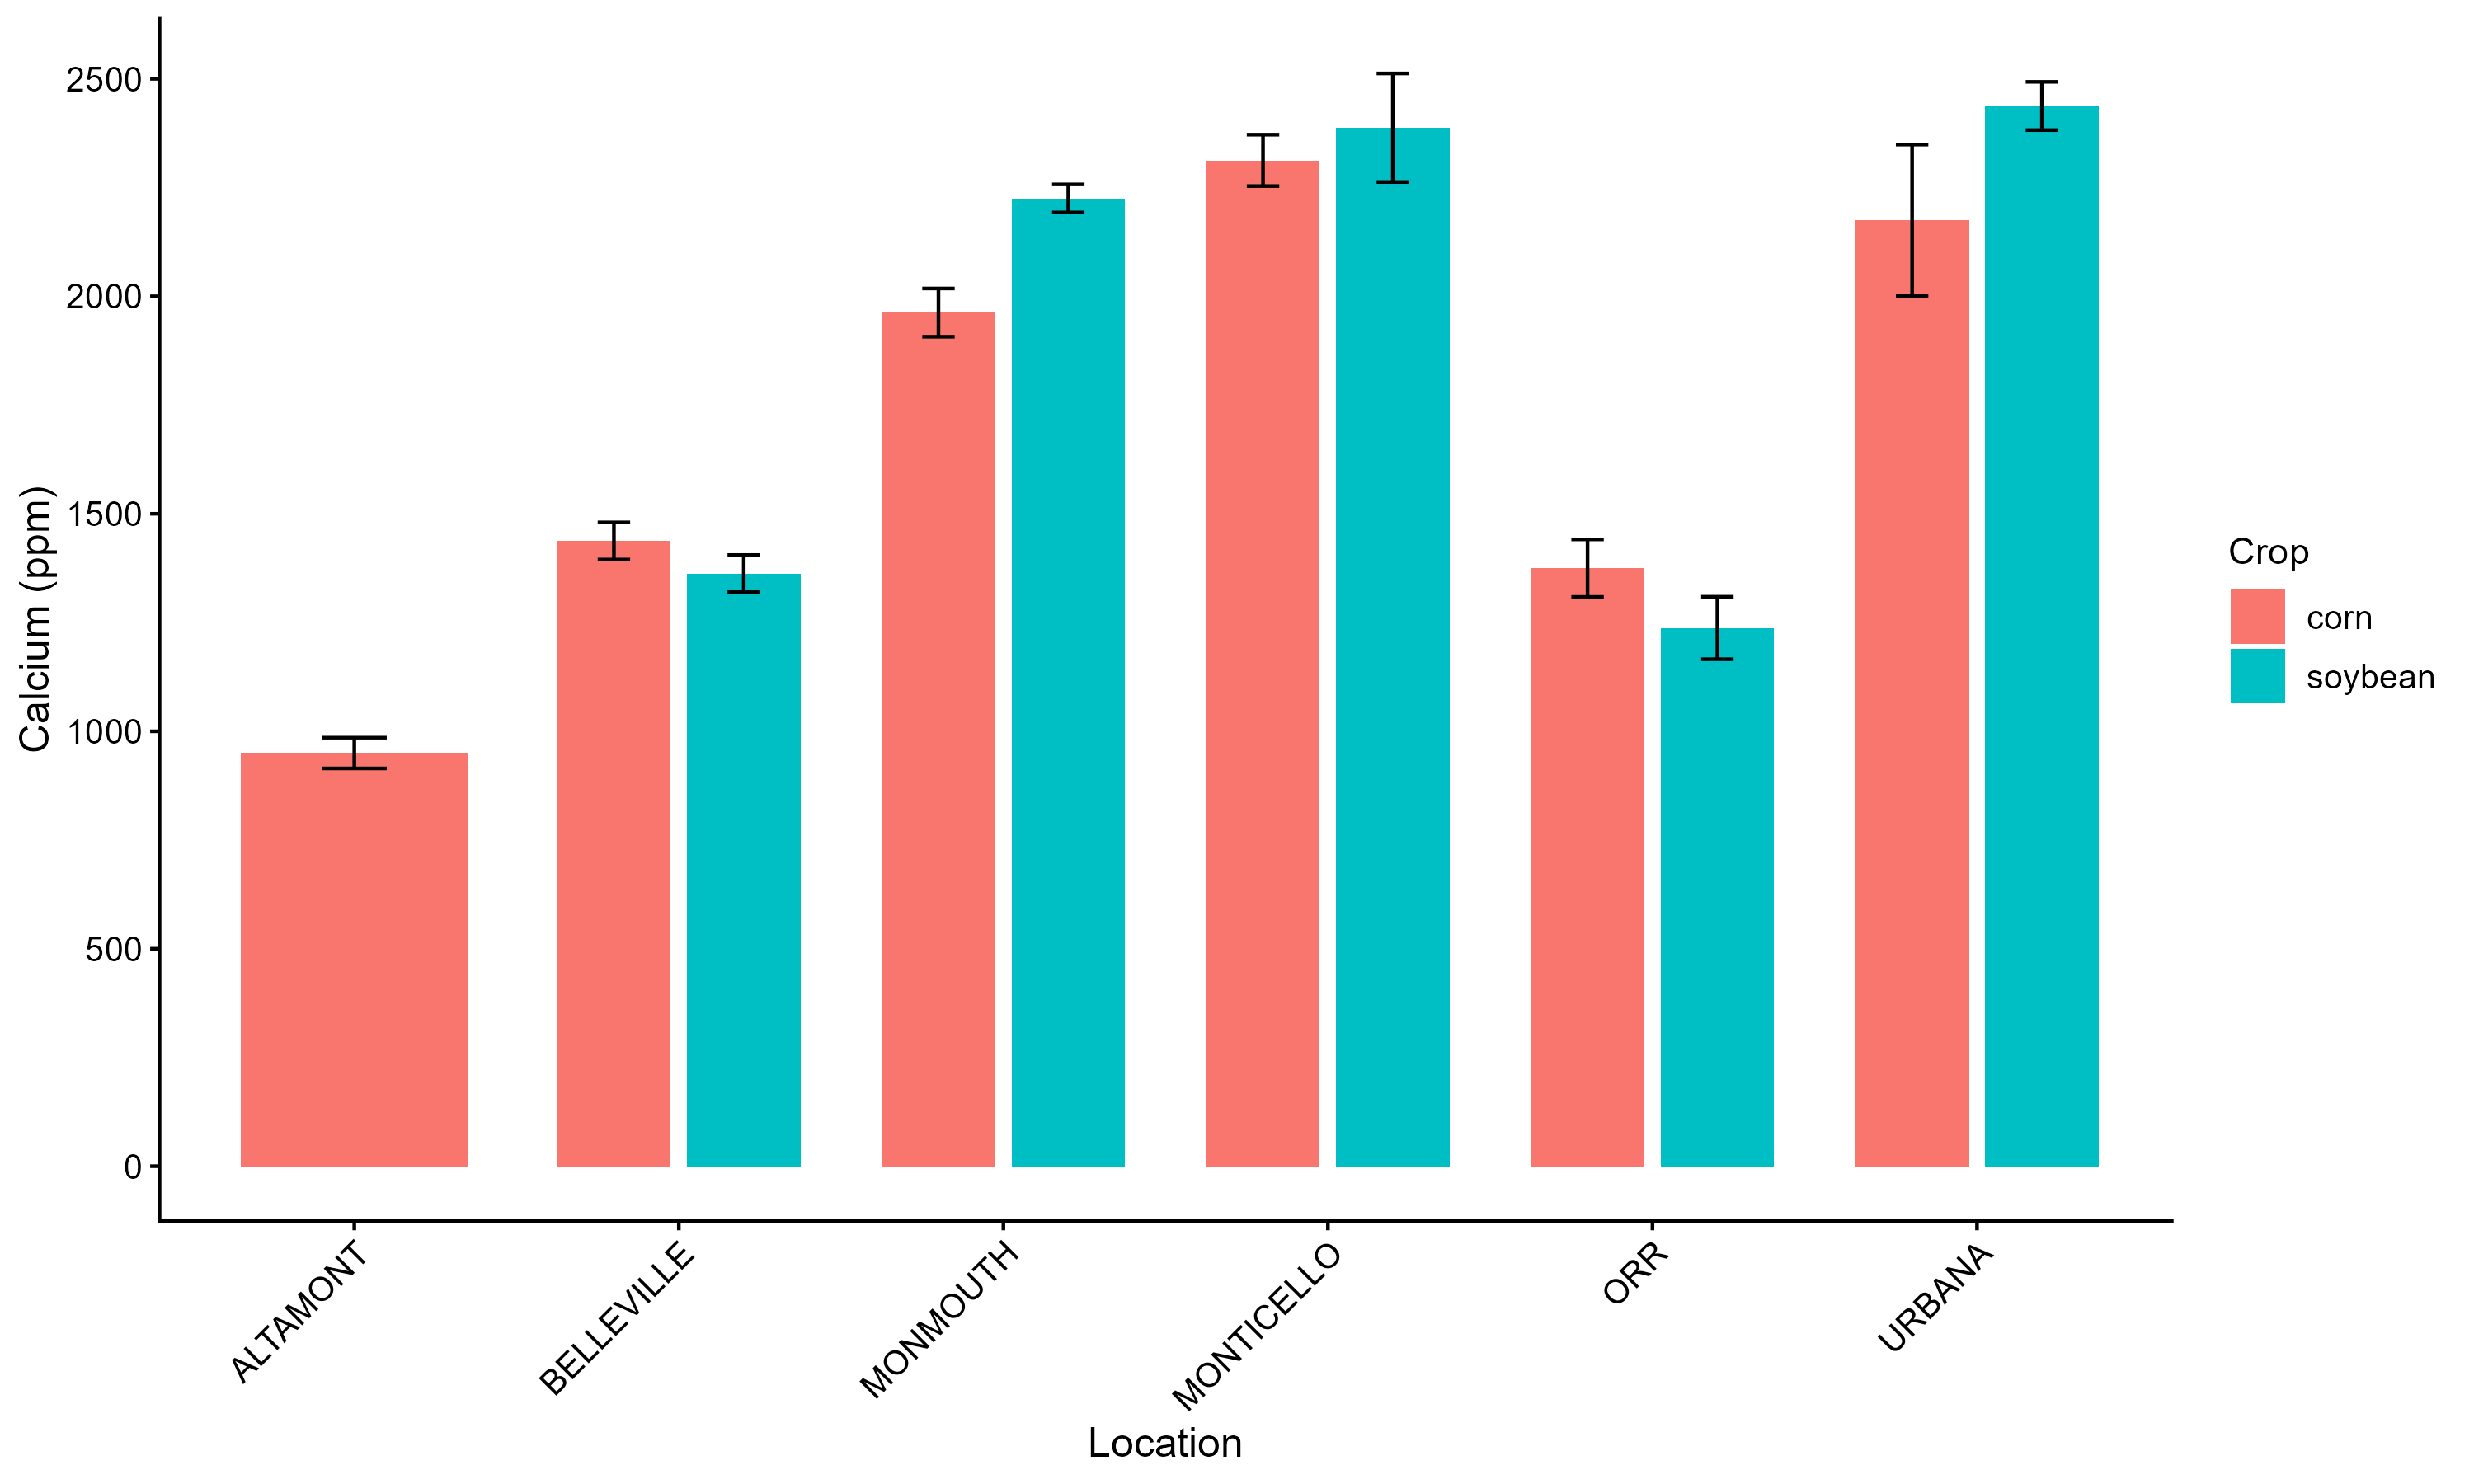 Calcium (ppm)
2500
2000
1500
1000
500
0
ALTAMONT
BELLEVILLE
MONMOUTH
MONTICELLO
ORR
URBANA
Location
Crop
corn
soybean